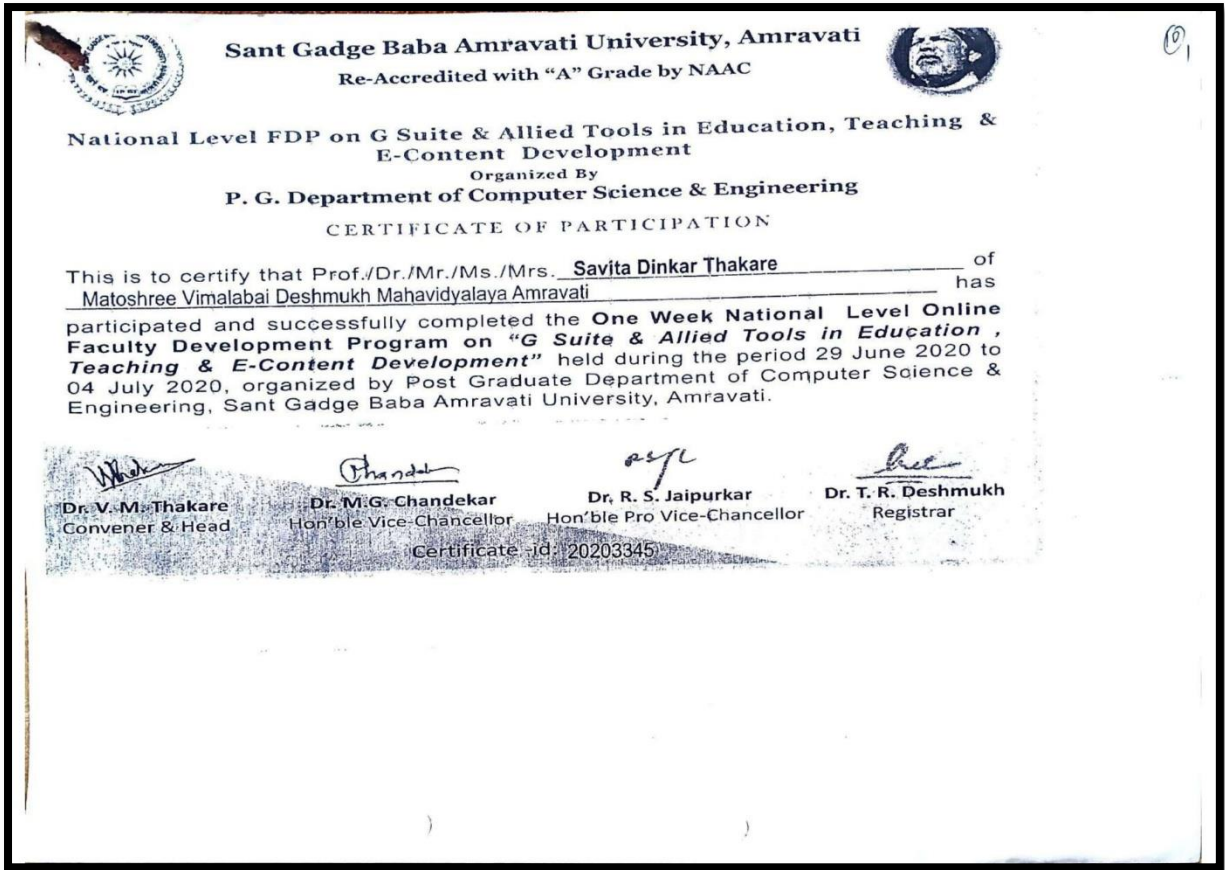 Sant Gadge Baba Amravati University, Amravati
Re-Accredited with “A” Grade by NAAC
National Level FDP on G Suite & Allied Tools in Education, Teaching &
E-Content Development
Organized By
P. G. Department of Computer Science & Engineering
CERTIFICATE OF PARTICIPATION
This is to certify that Prof./Dr./Mr./Ms./Mrs. Savita Dinkar Thakare of
Matoshree Vimalabai Deshmukh Mahavidyalaya Amravati has
participated and successfully completed the One Week National Level Online
Faculty Development Program on “G Suite & Allied Tools in Education ,
Teaching & E-Content Development” held during the period 29 June 2020 to
04 July 2020, organized by Post Graduate Department of Computer Science &
Engineering, Sant Gadge Baba Amravati University, Amravati.
Dr. V. M. Thakare
Convener & Head
Dr. M.G. Chandekar
Hon’ble Vice-Chancellor
Dr. R. S. Jaipurkar
Hon’ble Pro Vice-Chancellor
Dr. T. R. Deshmukh
Registrar
Certificate -id: 20203345